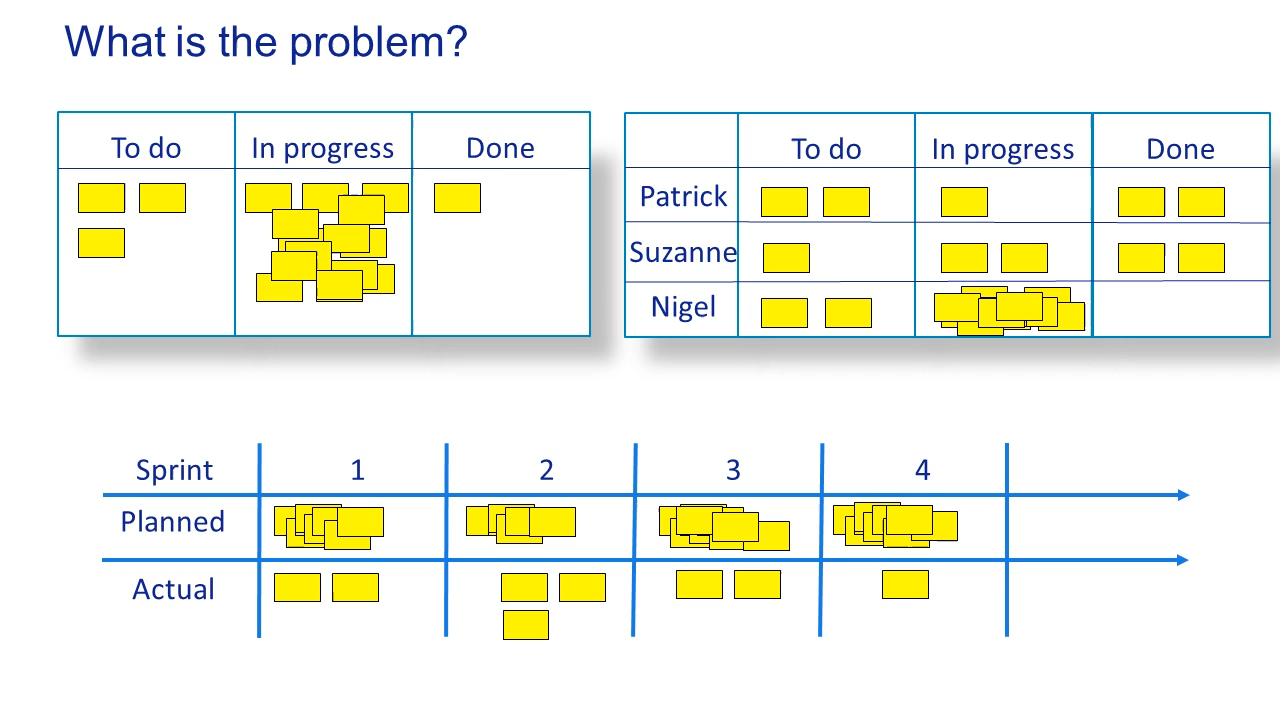 What is the problem?
To do In progress Done
To do In progress Done
Patrick
Suzanne
Nigel
Sprint 1 2 3 4
Planned
Actual